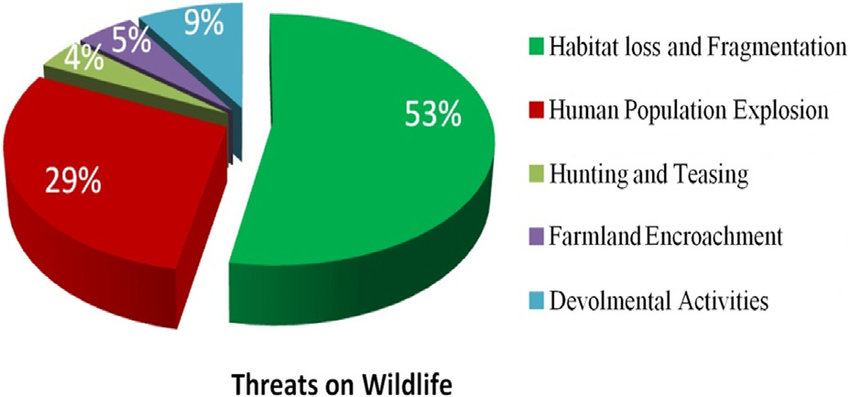 9%
5%
4%
53%
29%
Habitat loss and Fragmentation
Human Population Explosion
Hunting and Teasing
Farmland Encroachment
Devolmental Activities
Threats on Wildlife